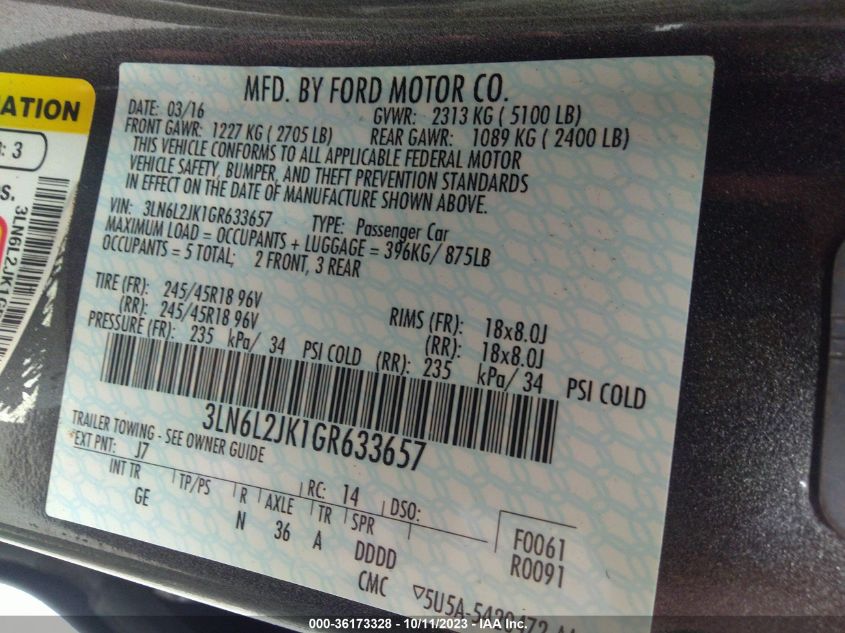 MATION
: 3
s.
3LN6L2JK1G
MFD. BY FORD MOTOR CO.
DATE: 03/16 GVWR: 2313 KG ( 5100 LB)
FRONT GAWR: 1227 KG ( 2705 LB) REAR GAWR: 1089 KG ( 2400 LB)
THIS VEHICLE CONFORMS TO ALL APPLICABLE FEDERAL MOTOR
VEHICLE SAFETY, BUMPER, AND THEFT PREVENTION STANDARDS
IN EFFECT ON THE DATE OF MANUFACTURE SHOWN ABOVE.
VIN: 3LN6L2JK1GR633657 TYPE: Passenger Car
MAXIMUM LOAD = OCCUPANTS + LUGGAGE = 396KG/ 875LB
OCCUPANTS = 5 TOTAL; 2 FRONT, 3 REAR
TIRE (FR): 245/45R18 96V RIMS (FR): 18x8.0J
(RR): 245/45R18 96V (RR): 18x8.0J
PRESSURE (FR): 235 kPa/ 34 PSI COLD (RR): 235 kPa/ 34 PSI COLD
3LN6L2JK1GR633657
TRAILER TOWING - SEE OWNER GUIDE
*EXT PNT: J7 RC: 14 DSO:
INT TR TP/PS R AXLE TR SPR F0061
GE N 36 A DDDD R0091
CMC ▽5U5A-5420472-AA
000-36173328 - 10/11/2023 - IAAI.com